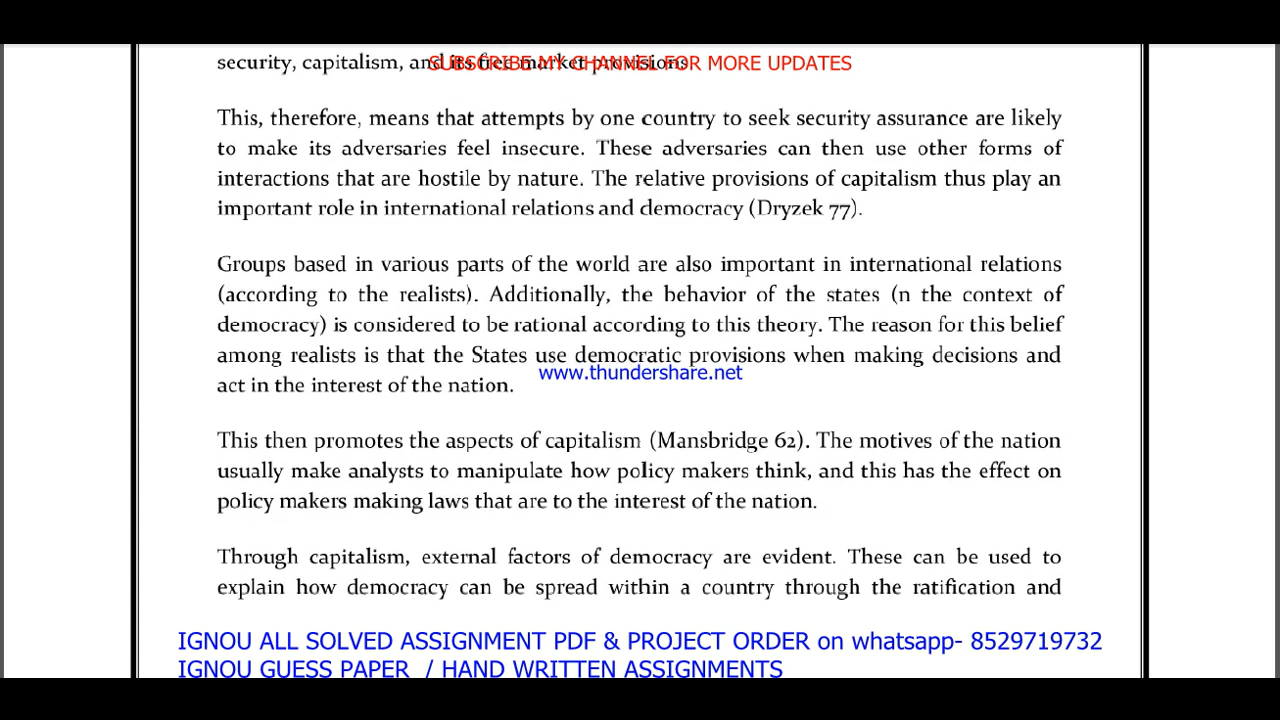 security, capitalism, and its free market provisions
SUBSCRIBE MY CHANNEL FOR MORE UPDATES
This, therefore, means that attempts by one country to seek security assurance are likely
to make its adversaries feel insecure. These adversaries can then use other forms of
interactions that are hostile by nature. The relative provisions of capitalism thus play an
important role in international relations and democracy (Dryzek 77).
Groups based in various parts of the world are also important in international relations
(according to the realists). Additionally, the behavior of the states (n the context of
democracy) is considered to be rational according to this theory. The reason for this belief
among realists is that the States use democratic provisions when making decisions and
www.thundershare.net
act in the interest of the nation.
This then promotes the aspects of capitalism (Mansbridge 62). The motives of the nation
usually make analysts to manipulate how policy makers think, and this has the effect on
policy makers making laws that are to the interest of the nation.
Through capitalism, external factors of democracy are evident. These can be used to
explain how democracy can be spread within a country through the ratification and
IGNOU ALL SOLVED ASSIGNMENT PDF & PROJECT ORDER on whatsapp- 8529719732
IGNOU GUESS PAPER / HAND WRITTEN ASSIGNMENTS